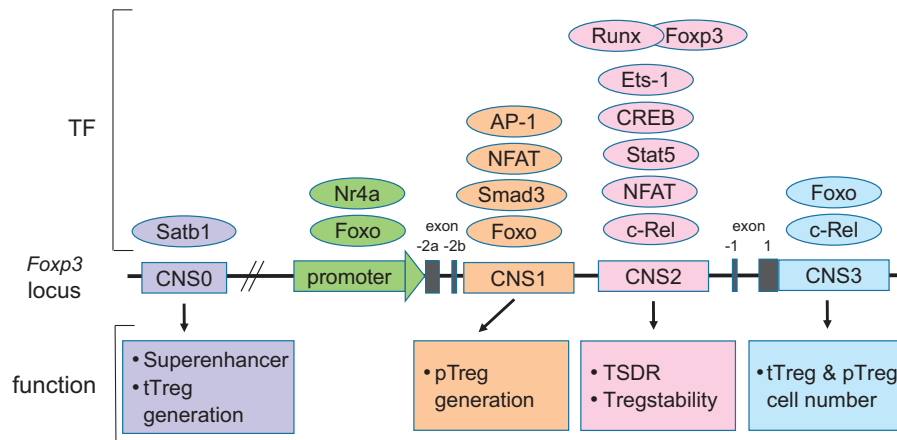 TF
Runx
Foxp3
Ets-1
AP-1
CREB
NFAT
Stat5
Nr4a
Smad3
NFAT
Foxo
Satb1
Foxo
exon
-2a -2b
Foxo
c-Rel
exon
-1 1
c-Rel
Foxp3
locus
CNS0
promoter
CNS1
CNS2
CNS3
function
• Superenhancer
• tTreg
generation
• pTreg
generation
• TSDR
• Tregstability
• tTreg & pTreg
cell number